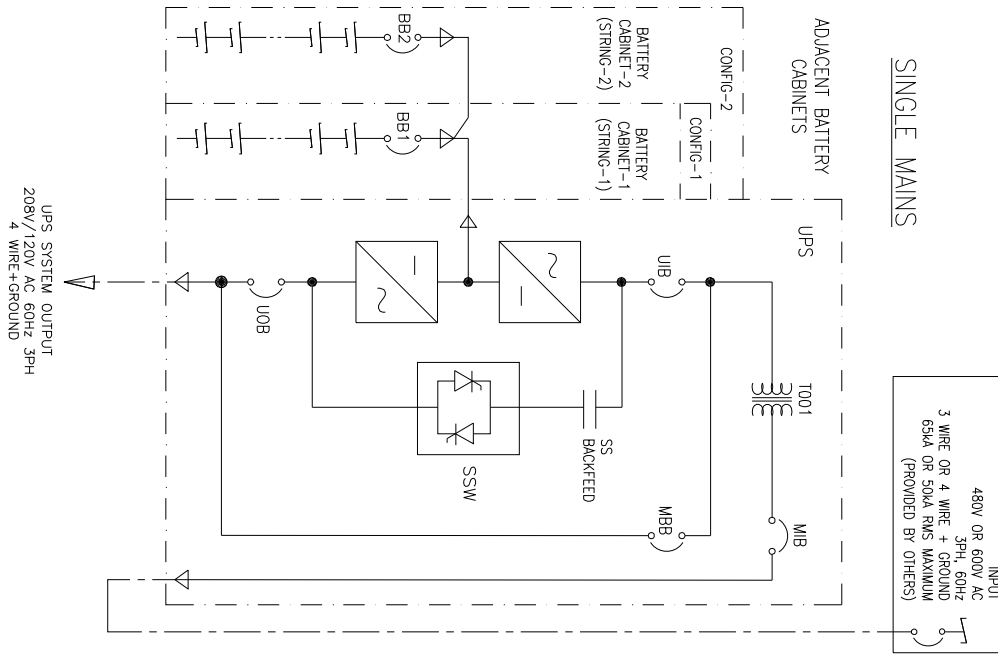 SINGLE MAINS
INPUT
480V OR 600V AC
3PH, 60Hz
3 WIRE OR 4 WIRE + GROUND
65kA OR 50kA RMS MAXIMUM
(PROVIDED BY OTHERS)
ADJACENT BATTERY
CABINETS
UPS
CONFIG-2
CONFIG-1
T001
MIB
BATTERY
CABINET-2
(STRING-2)
BATTERY
CABINET-1
(STRING-1)
UIB
MBB
SS
BACKFEED
SSW
BB2
BB1
UOB
UPS SYSTEM OUTPUT
208V/120V AC 60Hz 3PH
4 WIRE+GROUND